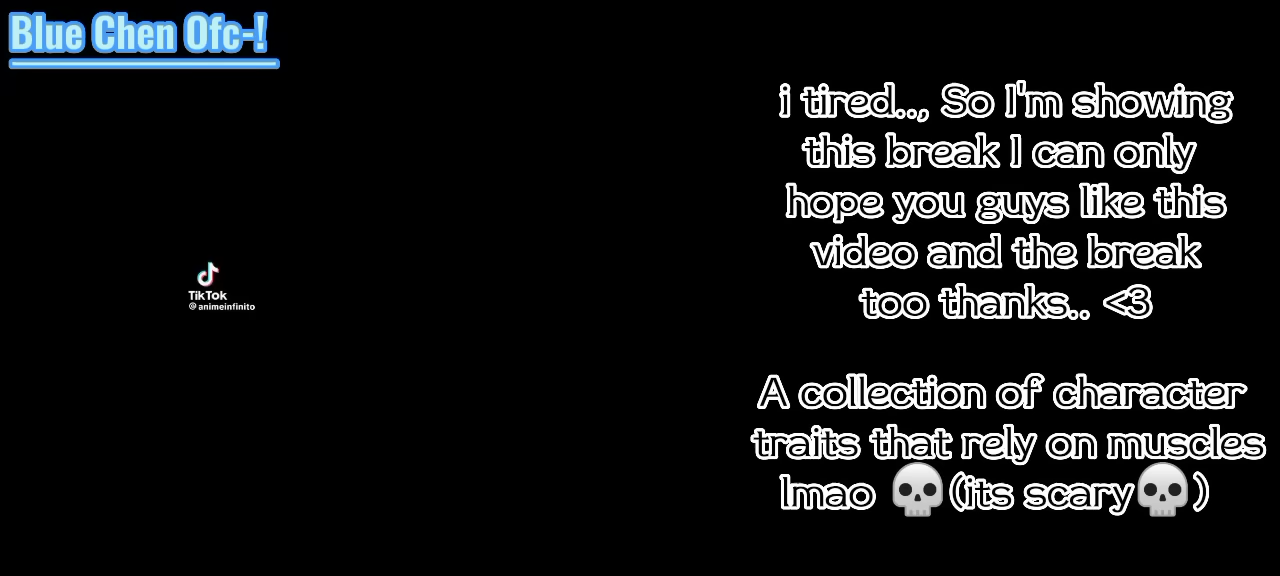 Blue Chen Ofc-!
i tired.., So I'm showing
this break I can only
hope you guys like this
video and the break
too thanks.. <3
A collection of character
traits that rely on muscles
lmao 💀(its scary💀)
TikTok
@animeinfinito